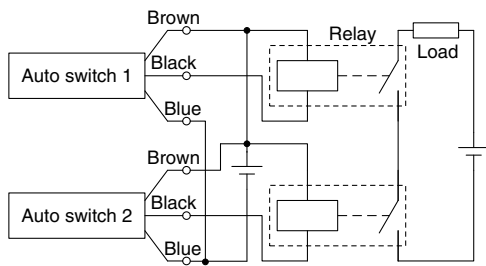 Brown
Relay
Load
Black
Auto switch 1
Blue
Brown
Black
Auto switch 2
Blue